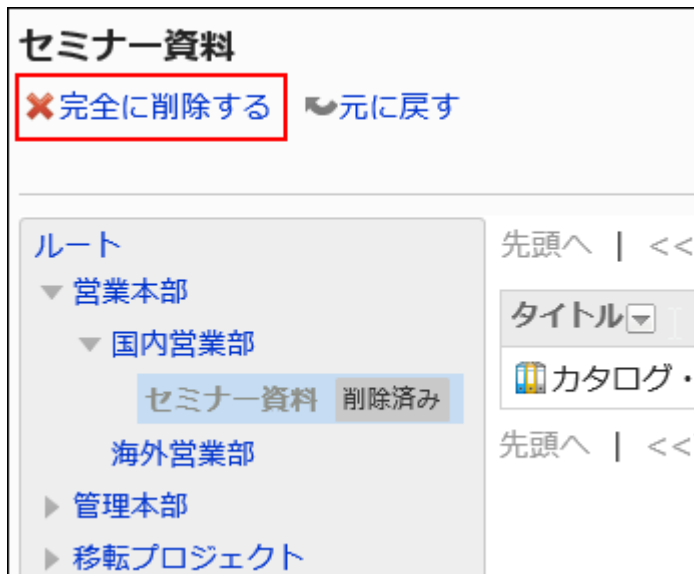 セミナー資料
完全に削除する 元に戻す
ルート
営業本部
国内営業部
セミナー資料 削除済み
海外営業部
管理本部
移転プロジェクト
先頭へ | <<
タイトル
カタログ・
先頭へ | <<